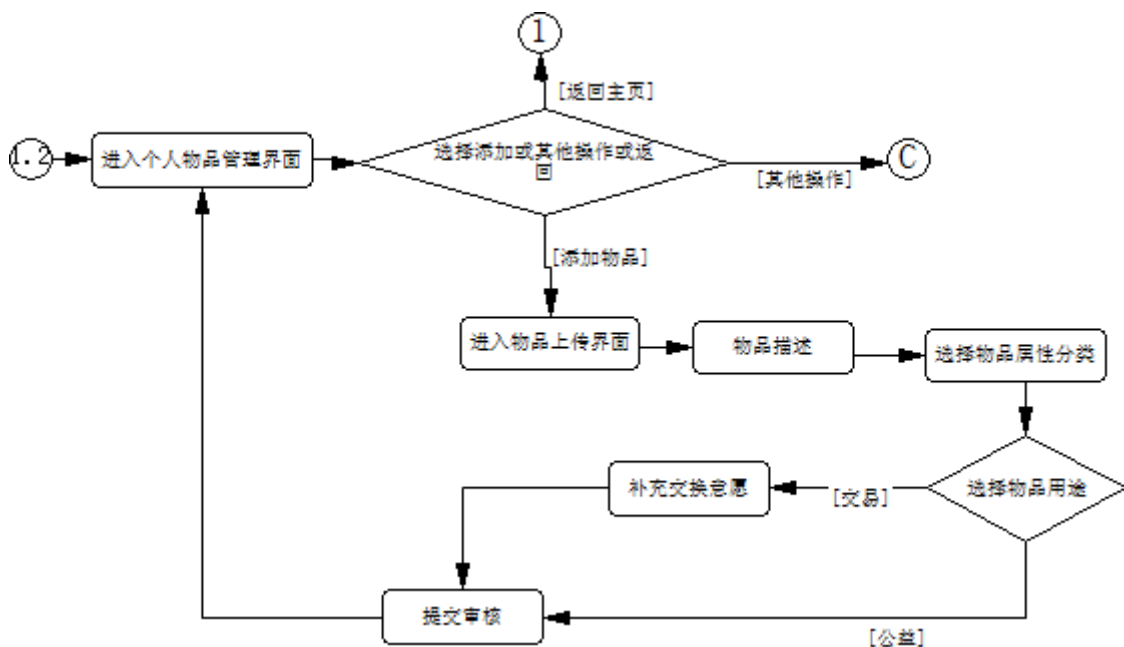 1
[返回主页]
1.2
进入个人物品管理界面
选择添加或其他操作或返
回
C
[其他操作]
[添加物品]
进入物品上传界面
物品描述
选择物品属性分类
补充交换意愿
[交易]
选择物品用途
提交审核
[公益]